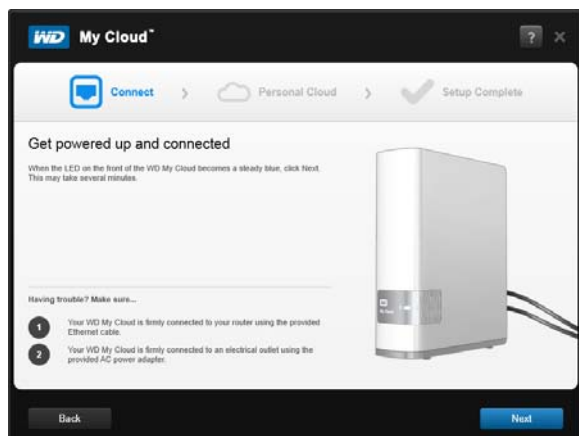 WD My Cloud™
?
Connect > Personal Cloud > Setup Complete
Get powered up and connected
When the LED on the front of the WD My Cloud becomes a steady blue, click Next.
This may take several minutes.
Having trouble? Make sure...
1 Your WD My Cloud is firmly connected to your router using the provided
Ethernet cable.
2 Your WD My Cloud is firmly connected to an electrical outlet using the
provided AC power adapter.
WD
My Cloud
Back
Next